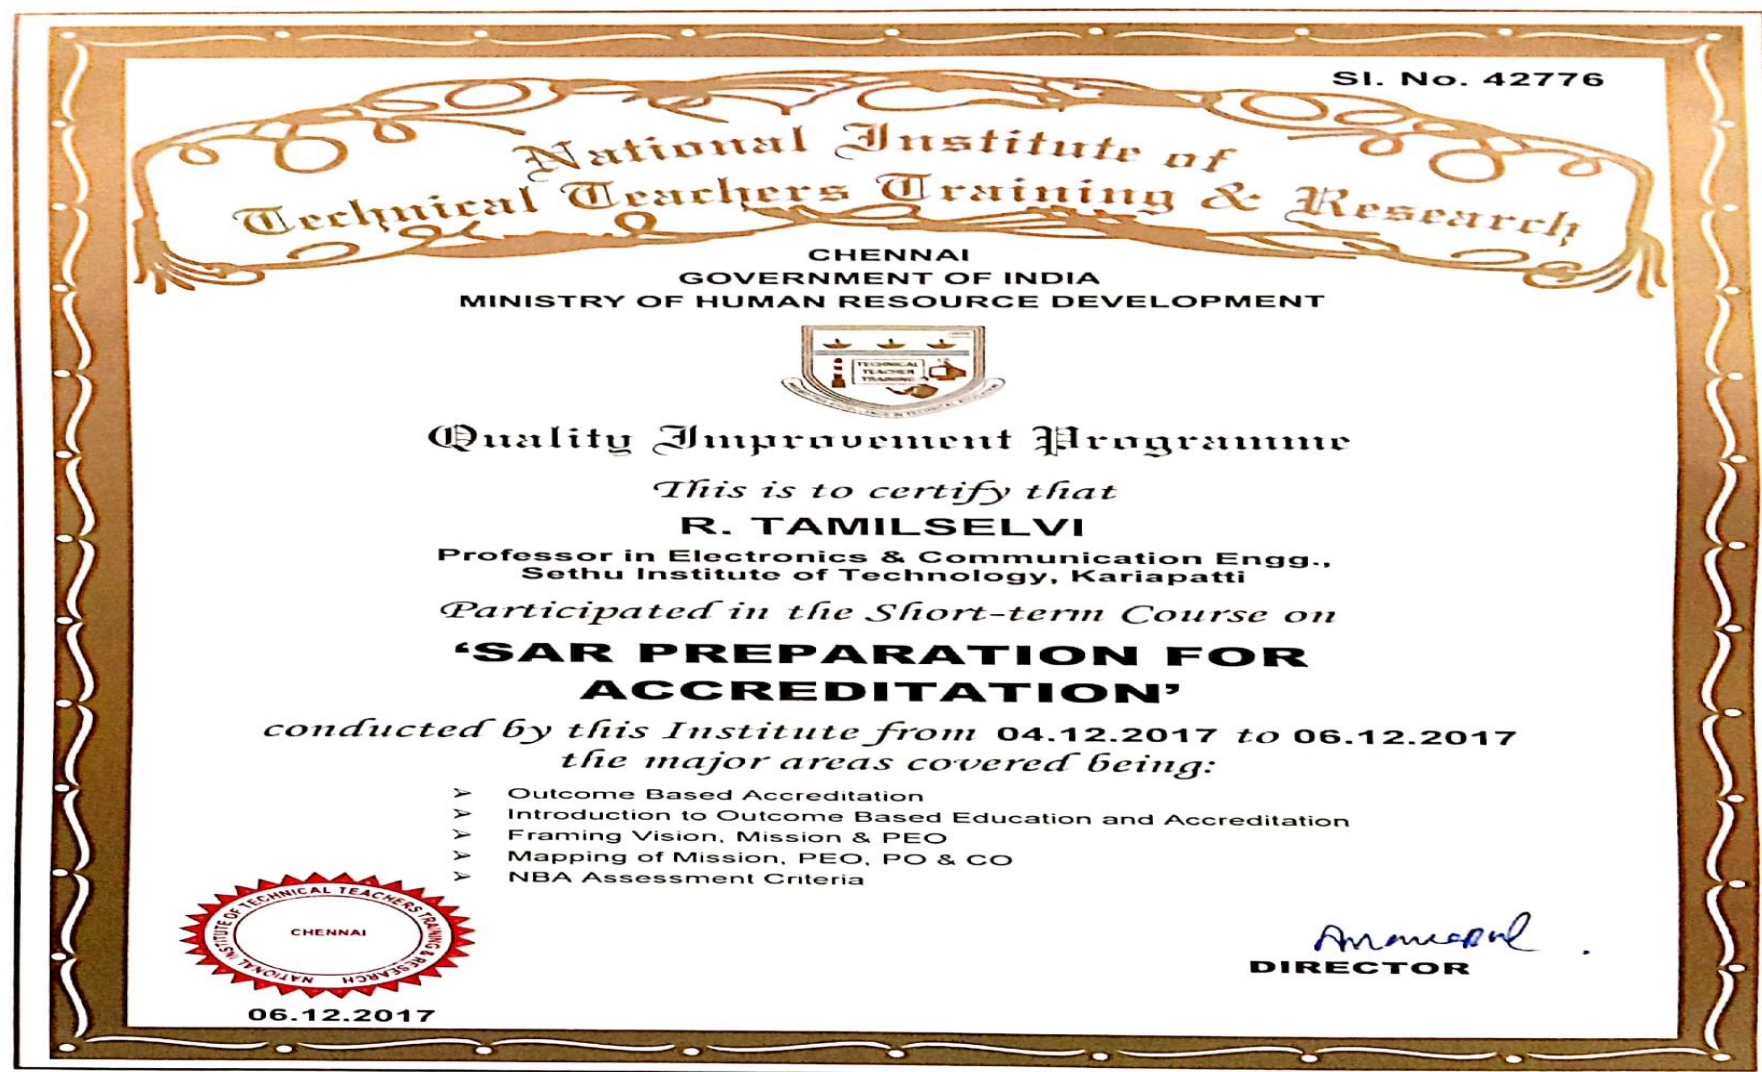 Sl. No. 42776
National Institute of
Technical Teachers Training & Research
CHENNAI
GOVERNMENT OF INDIA
MINISTRY OF HUMAN RESOURCE DEVELOPMENT
TECHNICAL
TEACHER
TRAINING
Quality Improvement Programme
This is to certify that
R. TAMILSELVI
Professor in Electronics & Communication Engg.,
Sethu Institute of Technology, Kariapatti
Participated in the Short-term Course on
‘SAR PREPARATION FOR
ACCREDITATION’
conducted by this Institute from 04.12.2017 to 06.12.2017
the major areas covered being:
➢ Outcome Based Accreditation
➢ Introduction to Outcome Based Education and Accreditation
➢ Framing Vision, Mission & PEO
➢ Mapping of Mission, PEO, PO & CO
➢ NBA Assessment Criteria
NATIONAL INSTITUTE OF TECHNICAL TEACHERS TRAINING & RESEARCH
CHENNAI
DIRECTOR
06.12.2017